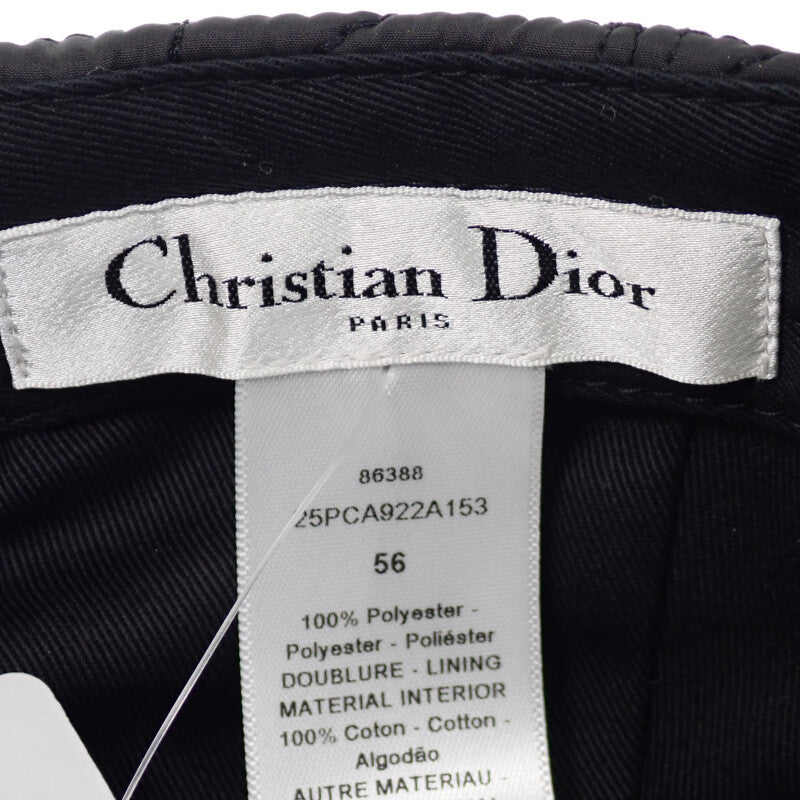 Christian Dior
PARIS
86388
25PCA922A153
56
100% Polyester -
Polyester - Poliéster
DOUBLURE - LINING
MATERIAL INTERIOR
100% Coton - Cotton -
Algodão
AUTRE MATERIAU -